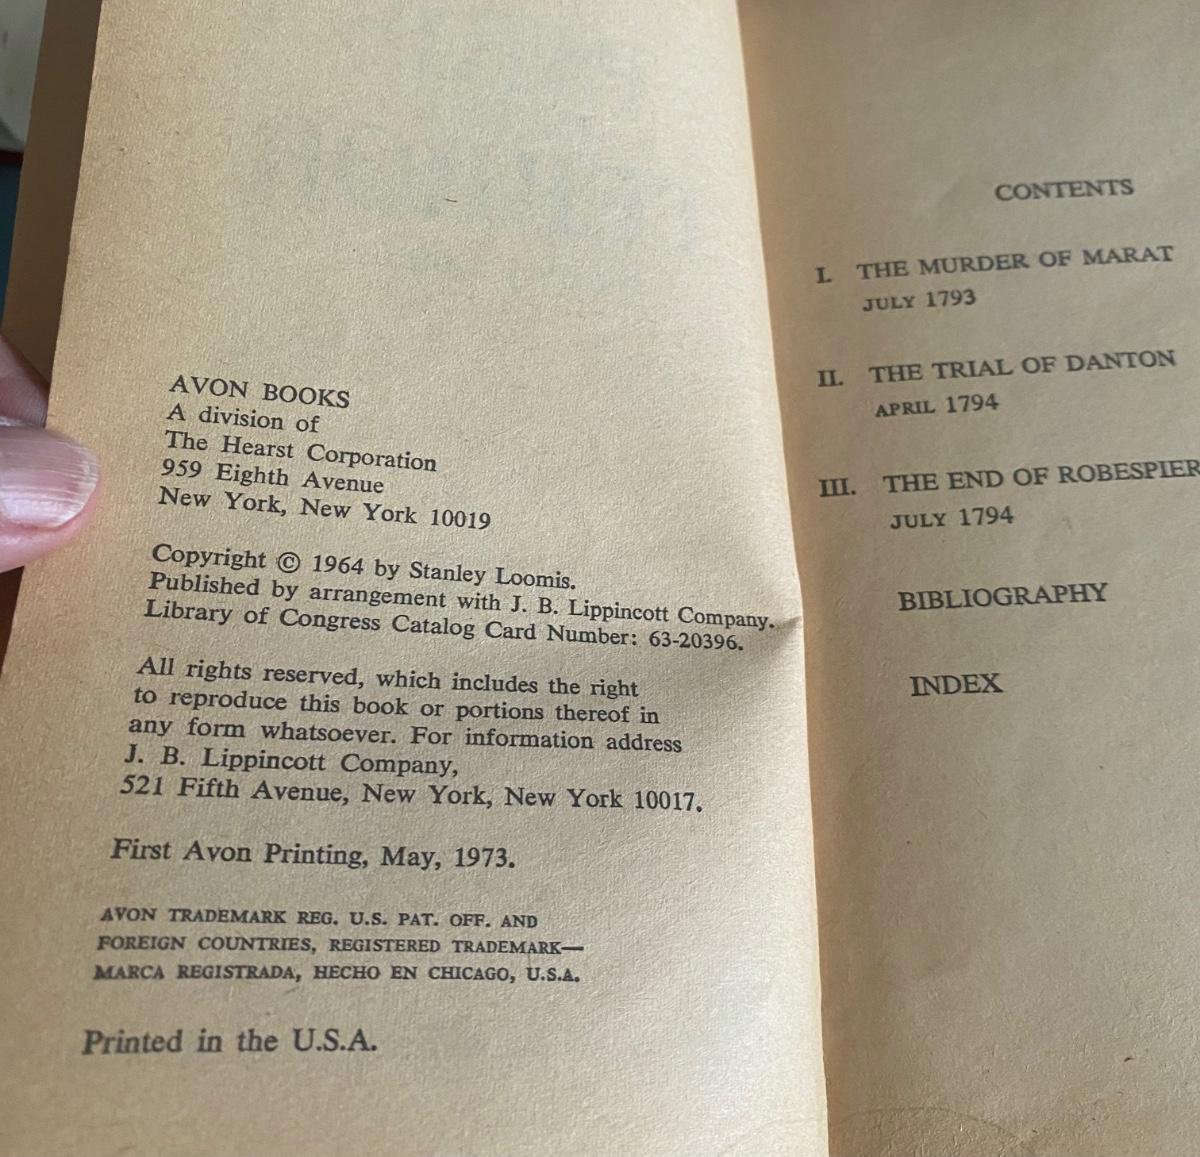 AVON BOOKS
A division of
The Hearst Corporation
959 Eighth Avenue
New York, New York 10019
Copyright © 1964 by Stanley Loomis.
Published by arrangement with J. B. Lippincott Company.
Library of Congress Catalog Card Number: 63-20396.
All rights reserved, which includes the right
to reproduce this book or portions thereof in
any form whatsoever. For information address
J. B. Lippincott Company,
521 Fifth Avenue, New York, New York 10017.
First Avon Printing, May, 1973.
AVON TRADEMARK REG. U.S. PAT. OFF. AND
FOREIGN COUNTRIES, REGISTERED TRADEMARK—
MARCA REGISTRADA, HECHO EN CHICAGO, U.S.A.
Printed in the U.S.A.
CONTENTS
I. THE MURDER OF MARAT
JULY 1793
II. THE TRIAL OF DANTON
APRIL 1794
III. THE END OF ROBESPIER
JULY 1794
BIBLIOGRAPHY
INDEX